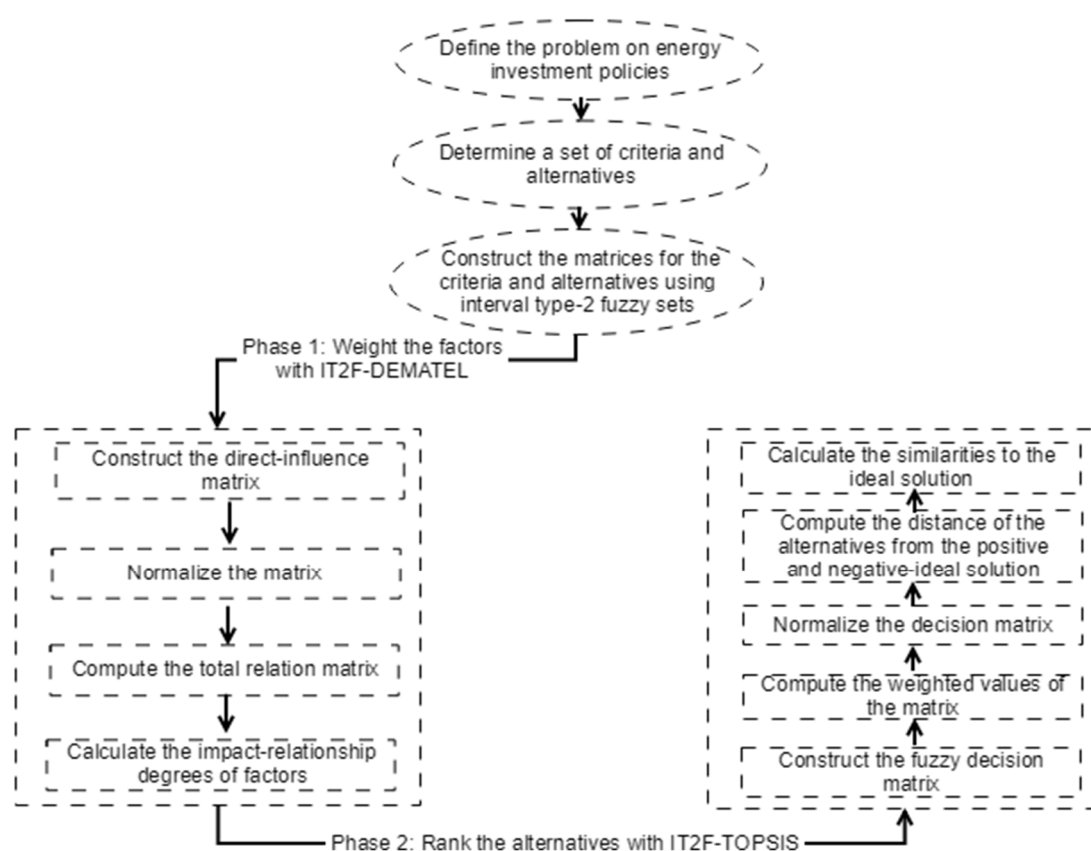 Define the problem on energy
investment policies
Determine a set of criteria and
alternatives
Construct the matrices for the
criteria and alternatives using
interval type-2 fuzzy sets
Phase 1: Weight the factors
with IT2F-DEMATEL
Construct the direct-influence
matrix
Normalize the matrix
Compute the total relation matrix
Calculate the impact-relationship
degrees of factors
Calculate the similarities to the
ideal solution
Compute the distance of the
alternatives from the positive
and negative-ideal solution
Normalize the decision matrix
Compute the weighted values of
the matrix
Construct the fuzzy decision
matrix
Phase 2: Rank the alternatives with IT2F-TOPSIS